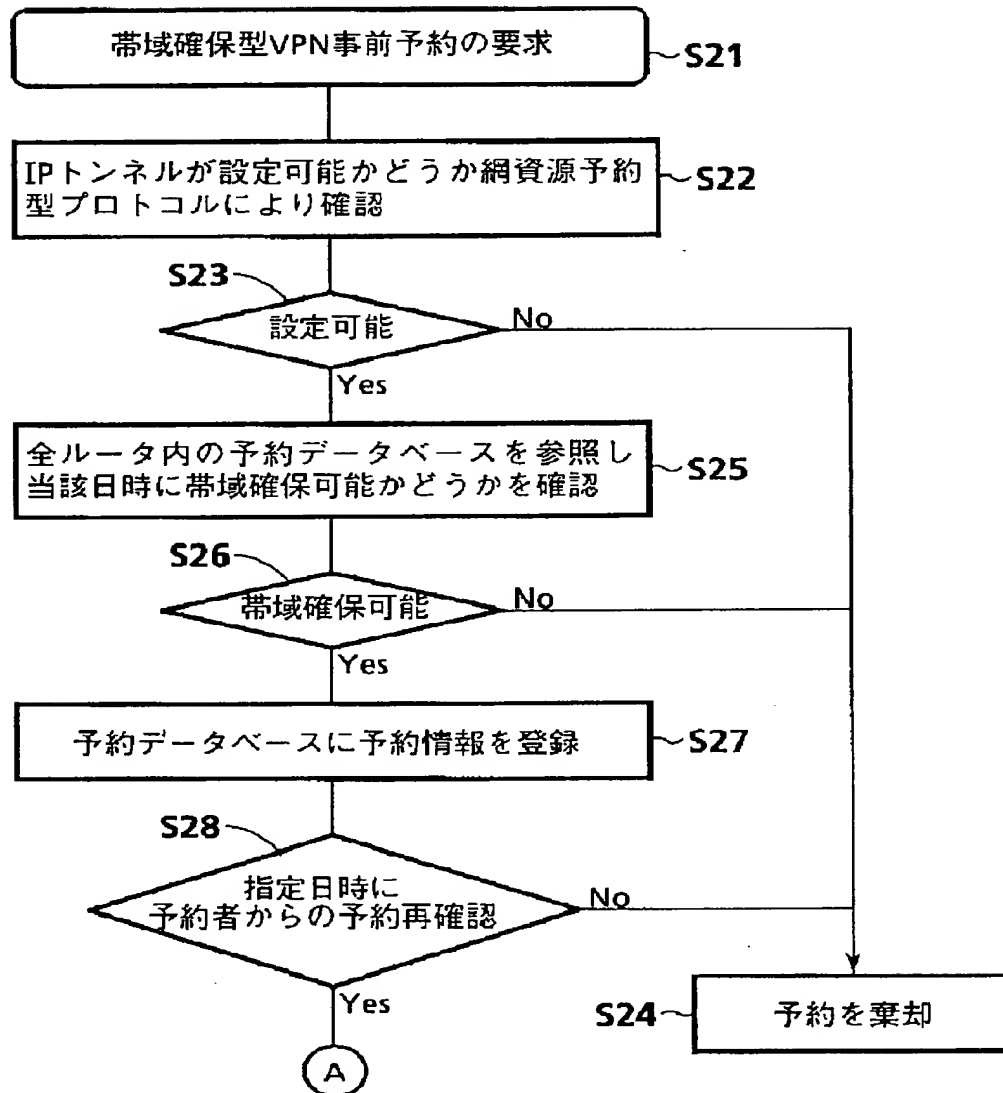 帯域確保型VPN事前予約の要求
S21
IPトンネルが設定可能かどうか網資源予約
型プロトコルにより確認
S22
S23
設定可能
No
Yes
全ルータ内の予約データベースを参照し
当該日時に帯域確保可能かどうかを確認
S25
S26
帯域確保可能
No
Yes
予約データベースに予約情報を登録
S27
S28
指定日時に
予約者からの予約再確認
No
Yes
S24
予約を棄却
A